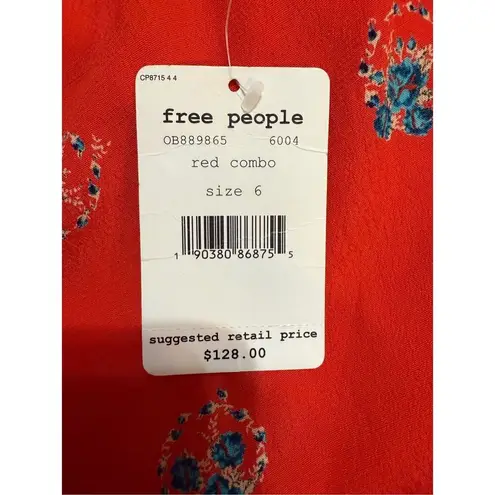 CP8715 4 4
free people
OB889865 6004
red combo
size 6
1 90380 86875 5
suggested retail price
$128.00